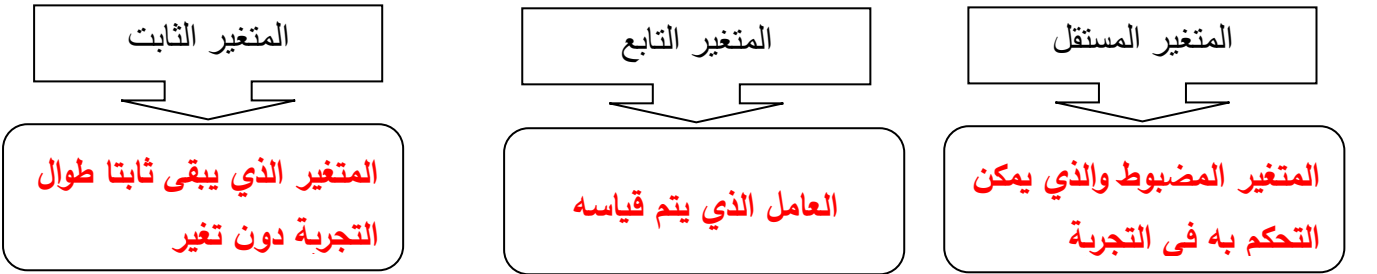 المتغير المستقل
المتغير المضبوط والذي يمكن
التحكم به في التجربة
المتغير التابع
العامل الذي يتم قياسه
المتغير الثابت
المتغير الذي يبقى ثابتا طوال
التجربة دون تغير